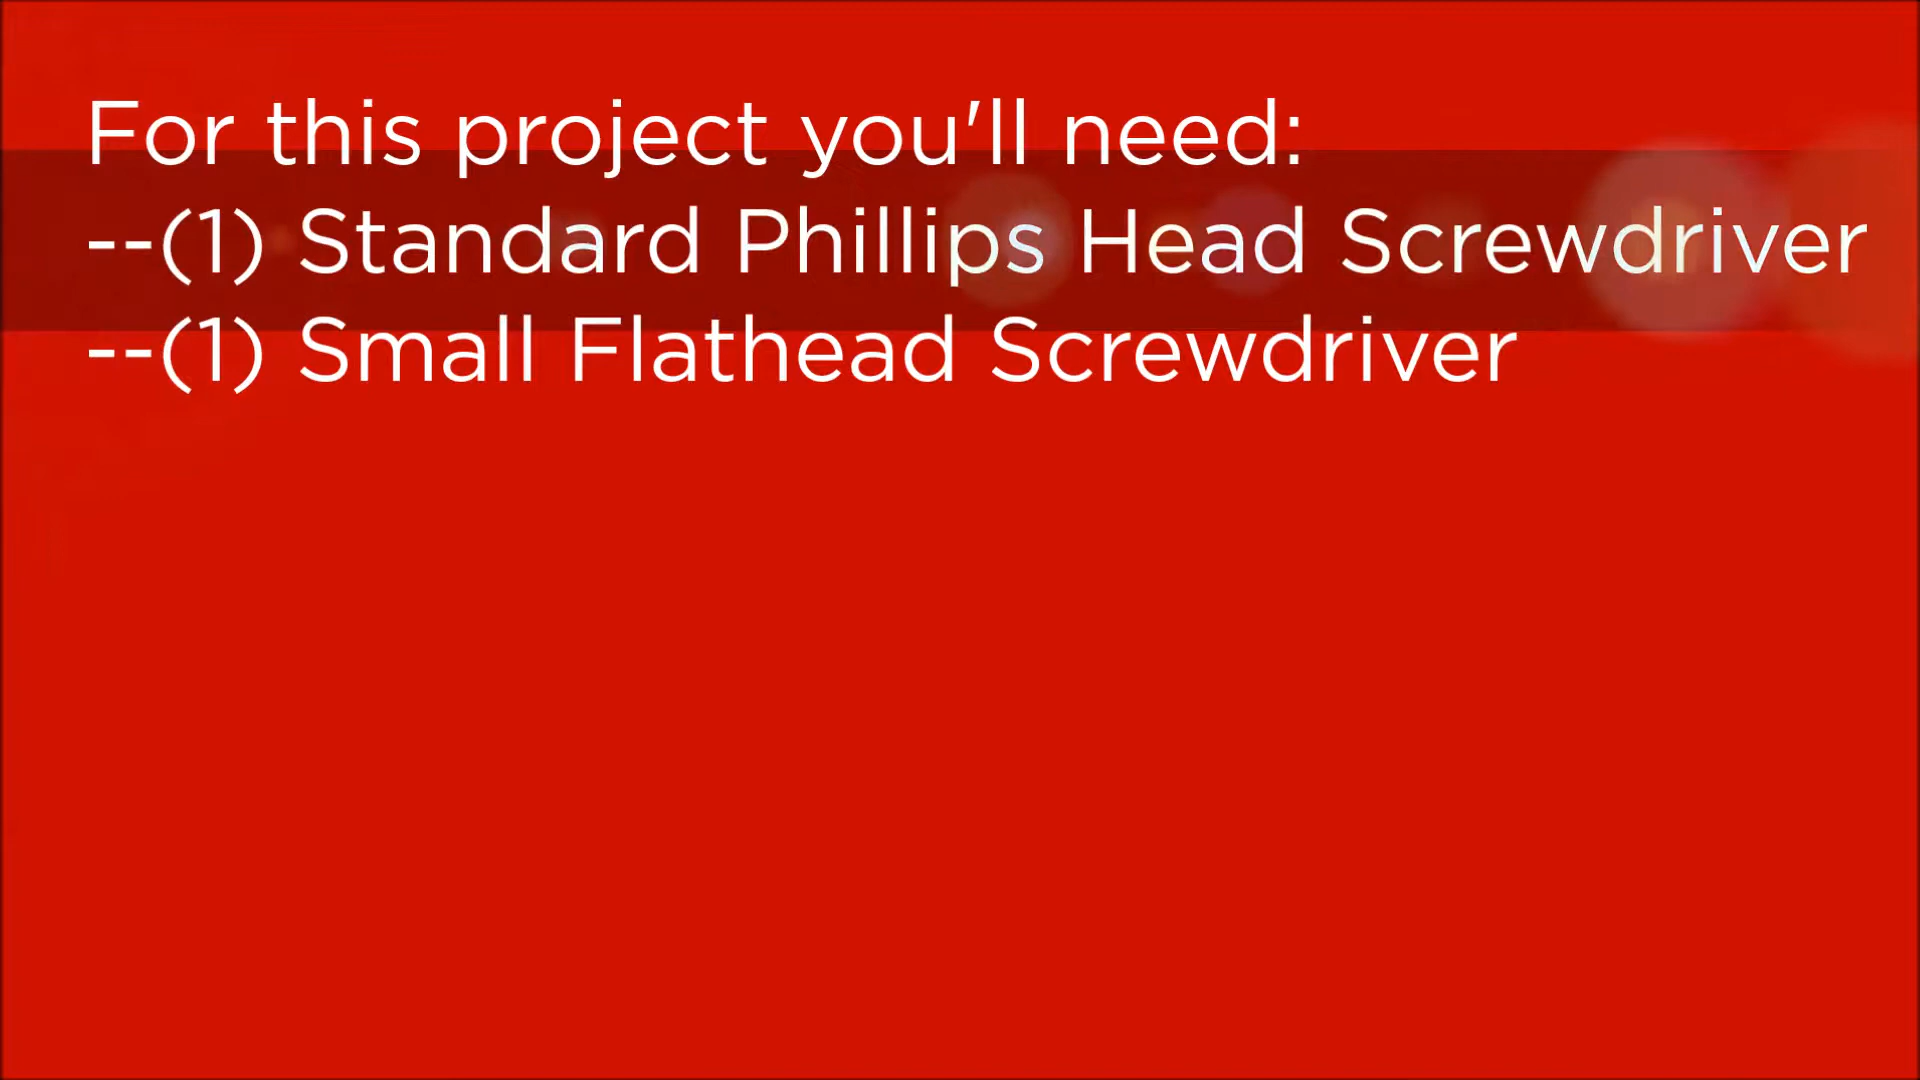 For this project you'll need:
--(1) Standard Phillips Head Screwdriver
--(1) Small Flathead Screwdriver